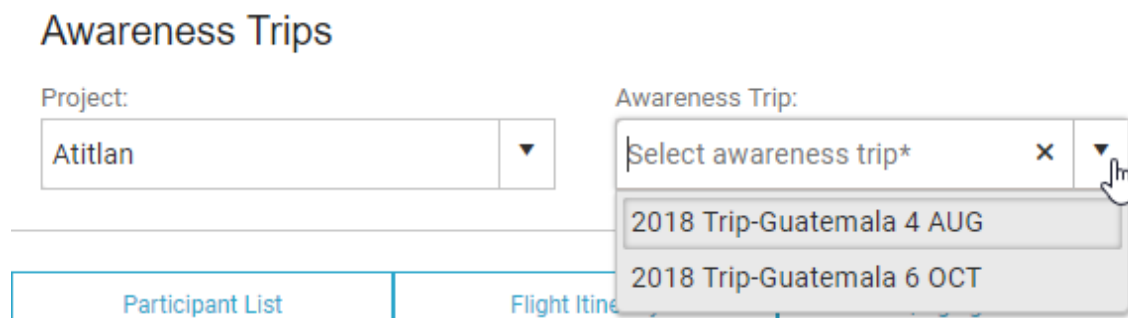 Awareness Trips
Project:
Awareness Trip:
Atitlan
Select awareness trip*
2018 Trip-Guatemala 4 AUG
2018 Trip-Guatemala 6 OCT
Participant List
Flight